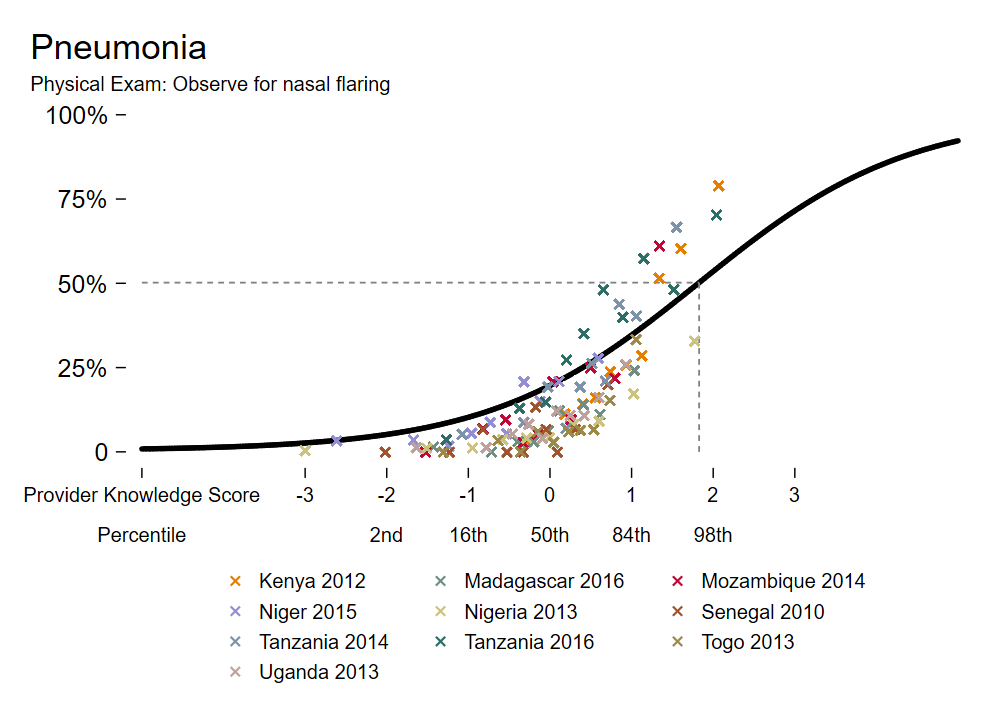 Pneumonia
Physical Exam: Observe for nasal flaring
100%
75%
50%
25%
0
Provider Knowledge Score -3 -2 -1 0 1 2 3
Percentile 2nd 16th 50th 84th 98th
Kenya 2012 Madagascar 2016 Mozambique 2014
Niger 2015 Nigeria 2013 Senegal 2010
Tanzania 2014 Tanzania 2016 Togo 2013
Uganda 2013